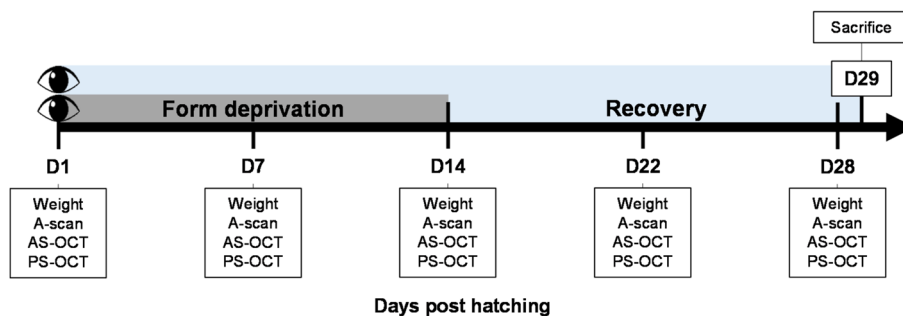 Sacrifice
D29
Form deprivation
Recovery
D1
D7
D14
D22
D28
Weight
A-scan
AS-OCT
PS-OCT
Weight
A-scan
AS-OCT
PS-OCT
Weight
A-scan
AS-OCT
PS-OCT
Weight
A-scan
AS-OCT
PS-OCT
Weight
A-scan
AS-OCT
PS-OCT
Days post hatching